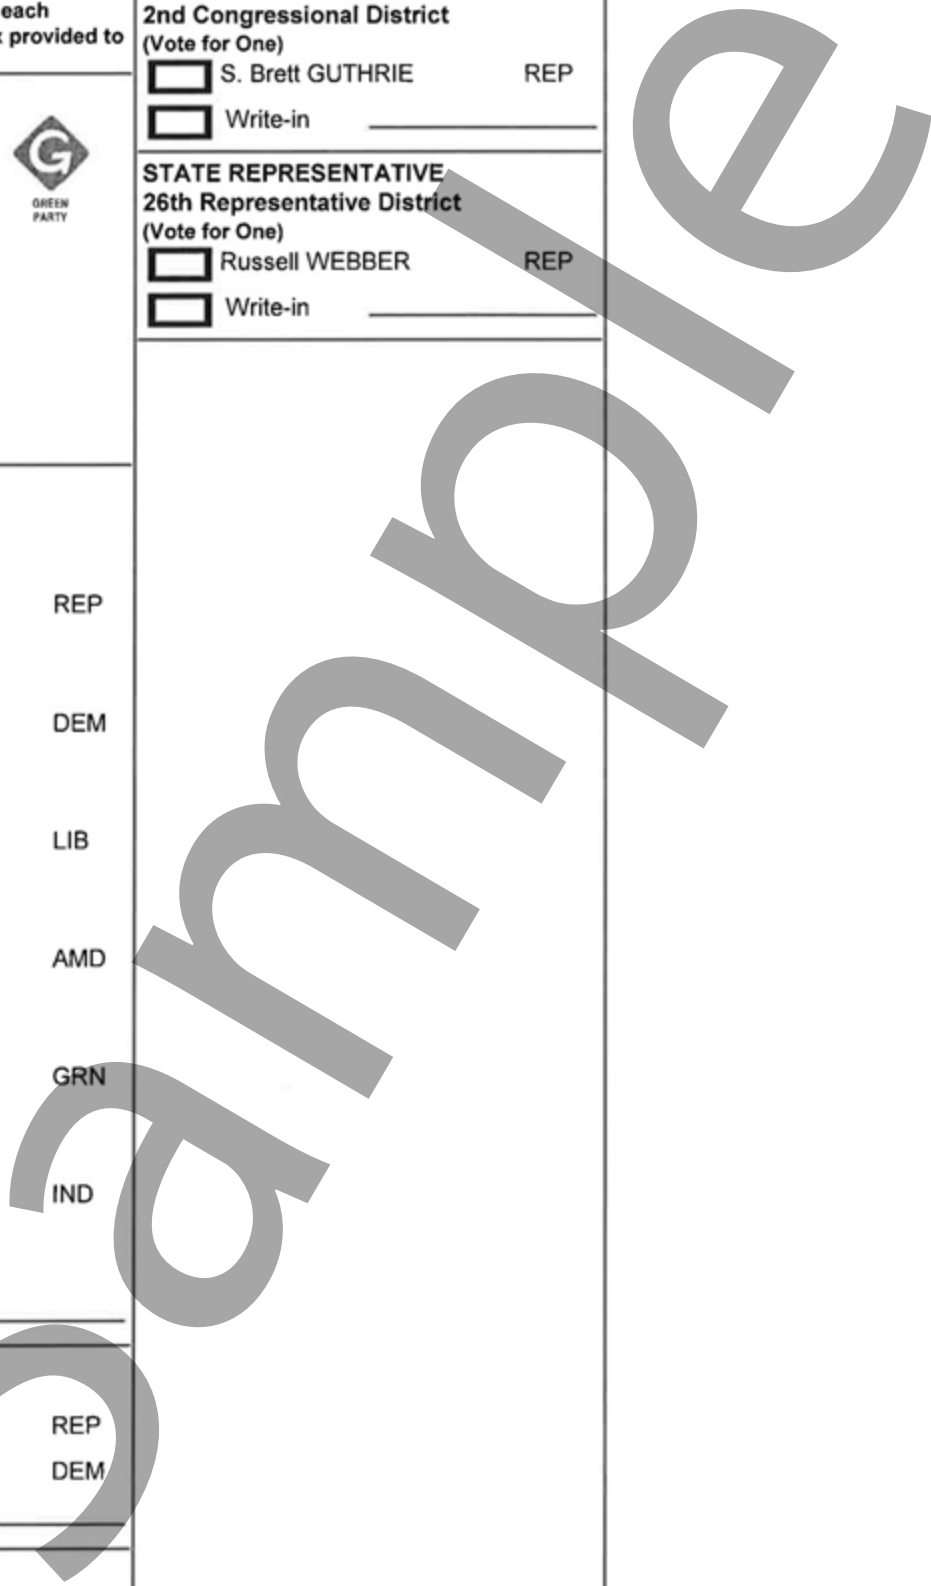 each
provided to
G
GREEN
PARTY
REP
DEM
LIB
AMD
GRN
IND
REP
DEM
2nd Congressional District
(Vote for One)
S. Brett GUTHRIE REP
Write-in
STATE REPRESENTATIVE
26th Representative District
(Vote for One)
Russell WEBBER REP
Write-in
ample